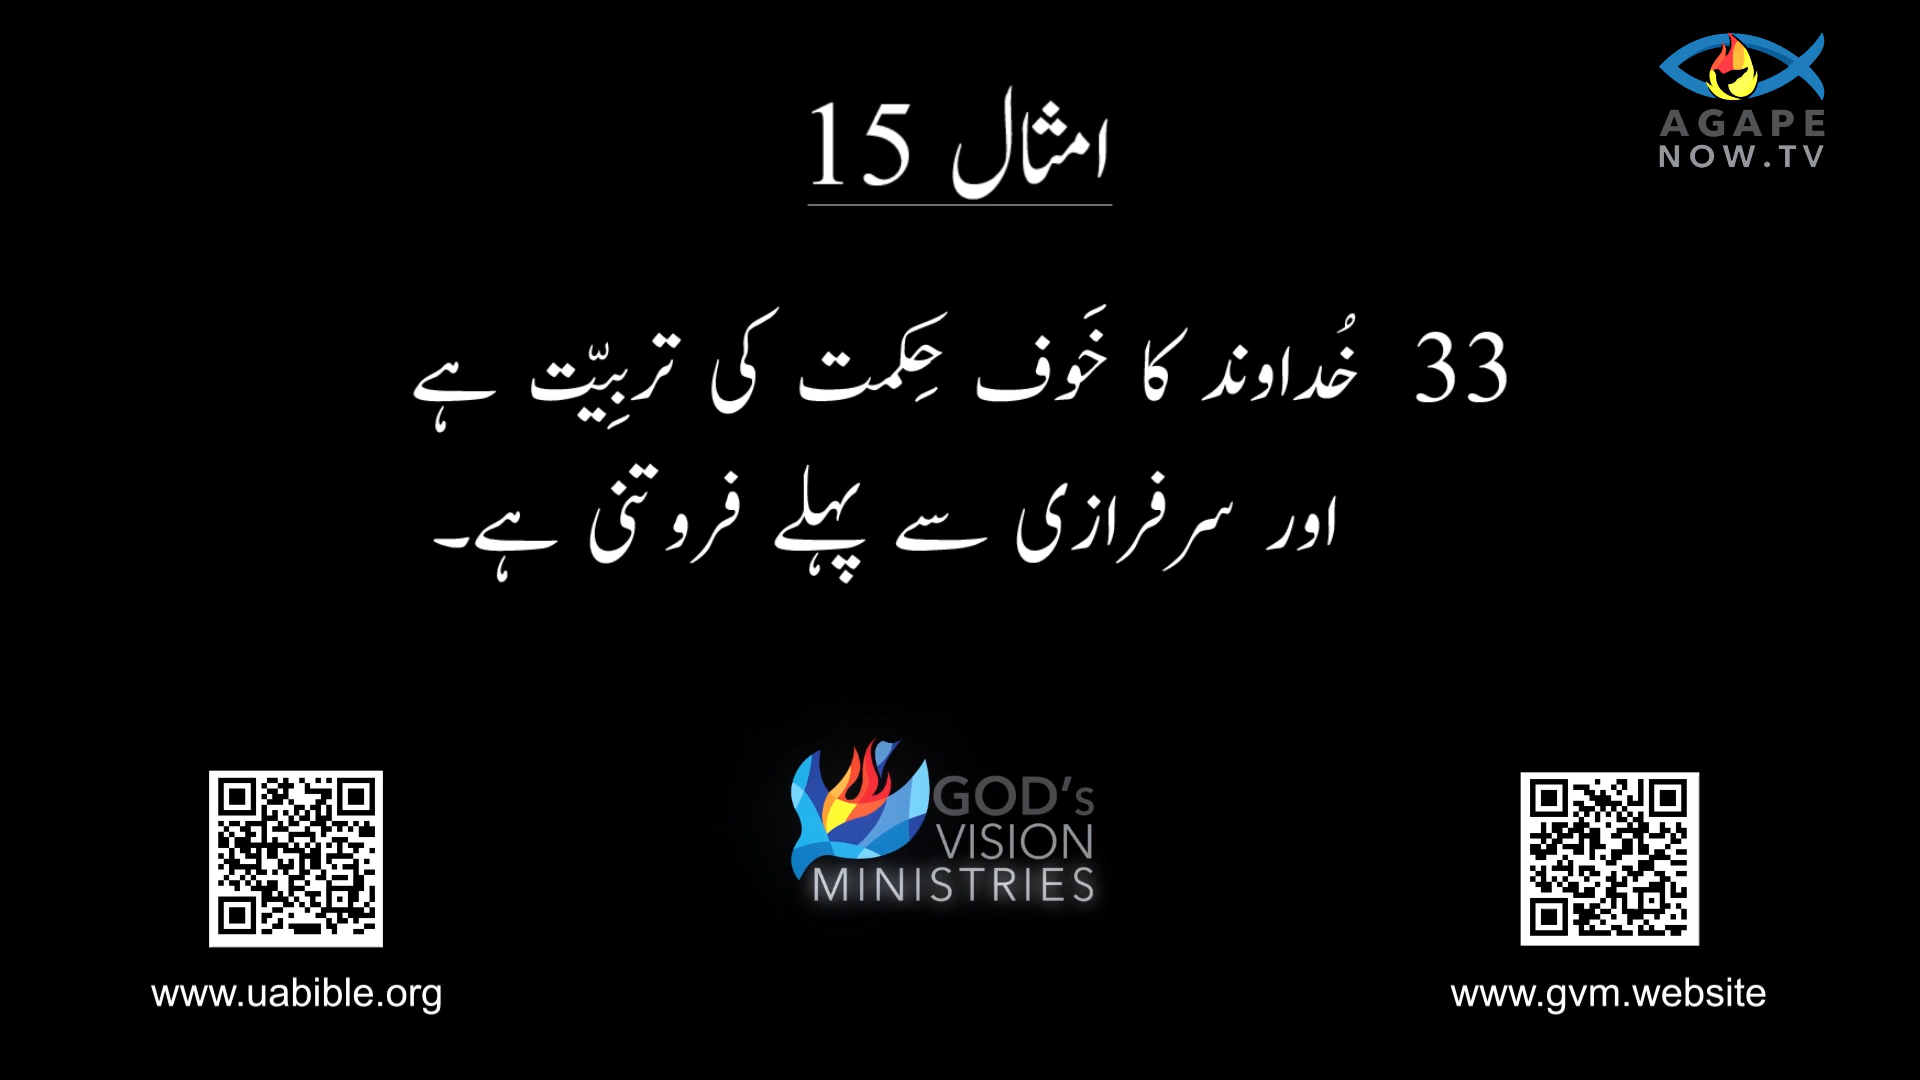 AGAPE
NOW.TV
امثال 15
33 خُداوند کا خَوف حِکمت کی تربِیّت ہے
اور سرفرازی سے پہلے فروتنی ہے۔
GOD's
VISION
MINISTRIES
www.uabible.org
www.gvm.website